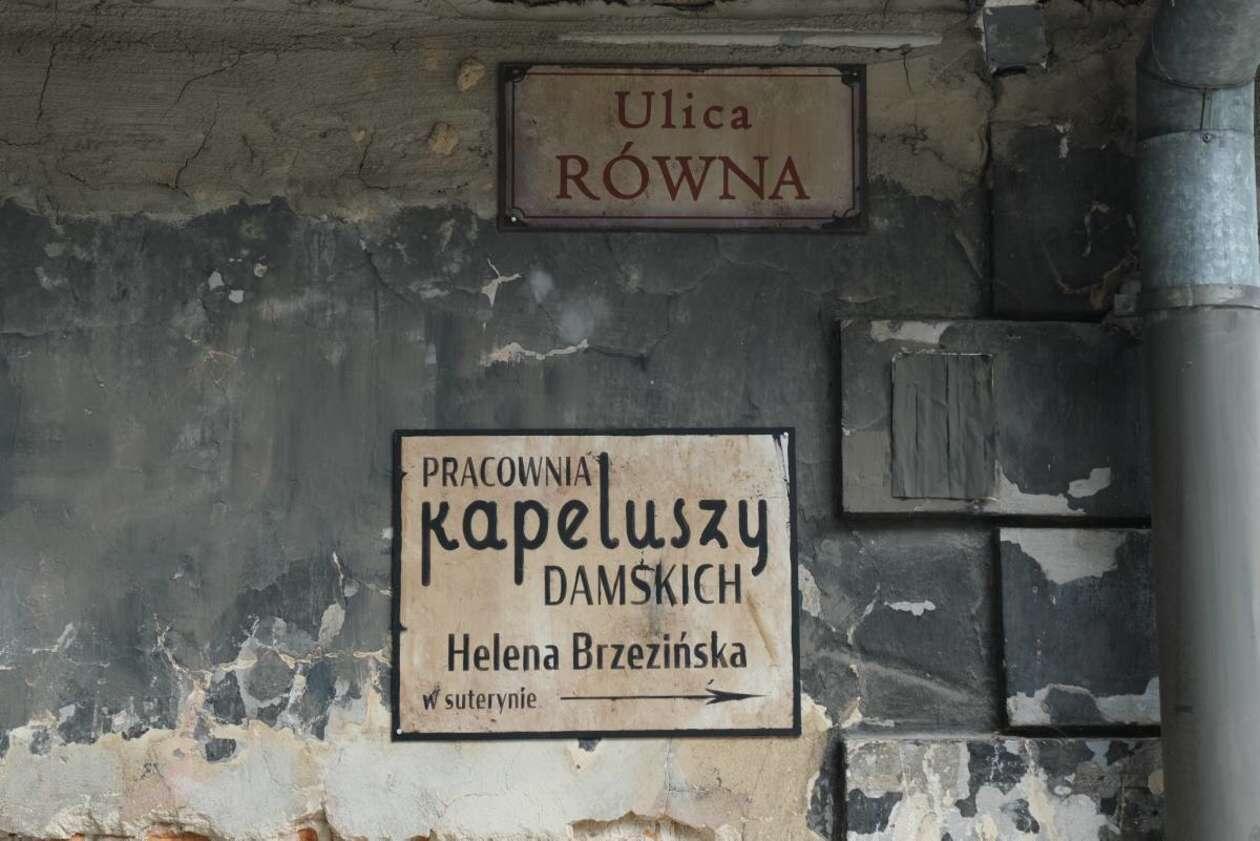 Ulica
RÓWNA
PRACOWNIA
kapeluszy
DAMSKICH
Helena Brzezińska
w suterynie